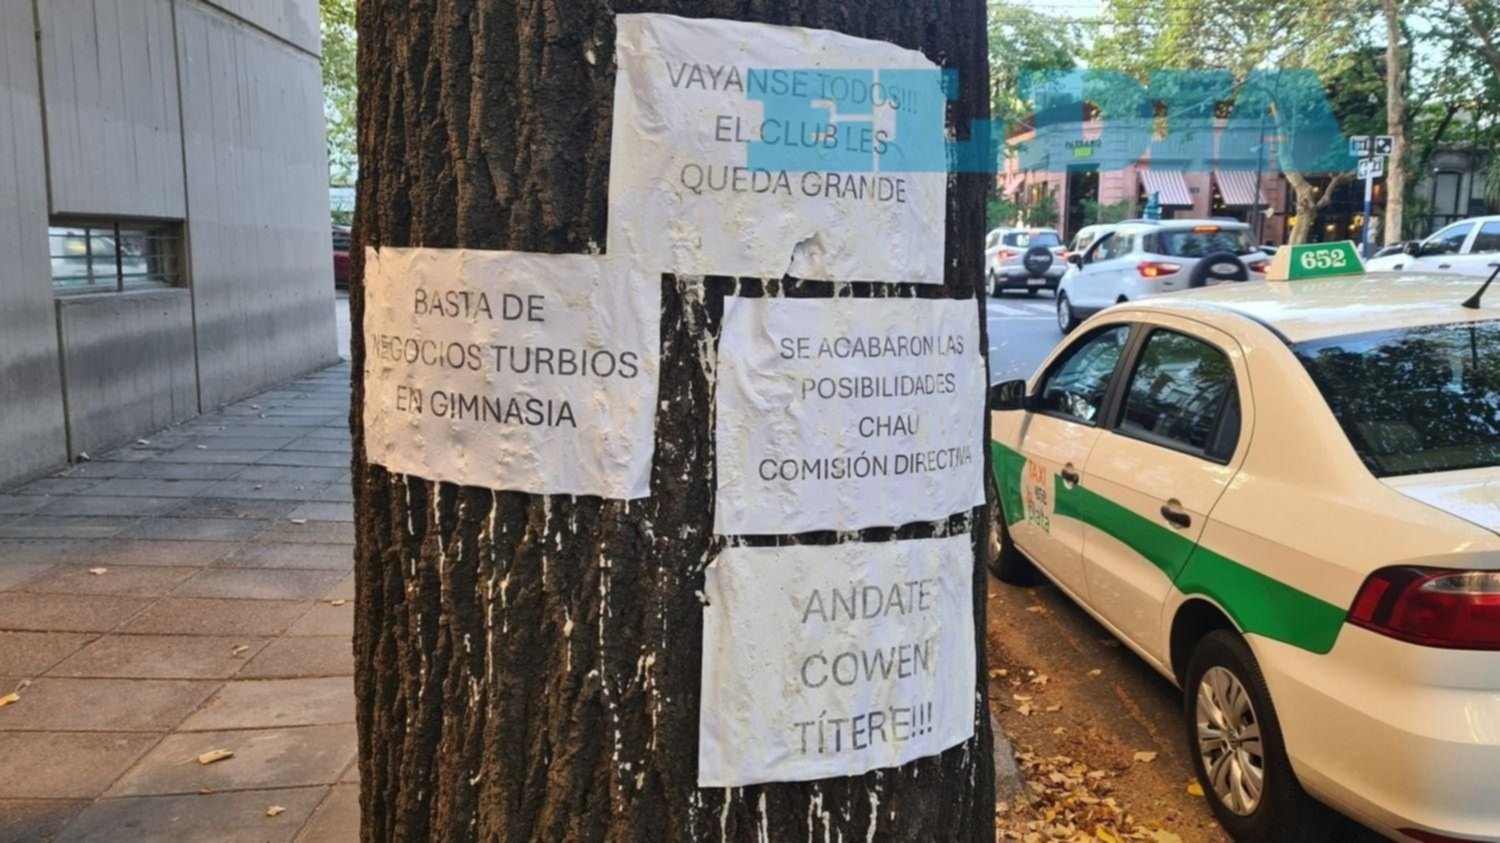 VAYANSE TODOS!!!
EL CLUB LES
QUEDA GRANDE
BASTA DE
NEGOCIOS TURBIOS
EN GIMNASIA
SE ACABARON LAS
POSIBILIDADES
CHAU
COMISIÓN DIRECTIVA
ANDATE
COWEN
TÍTERE!!!
652
TAXI